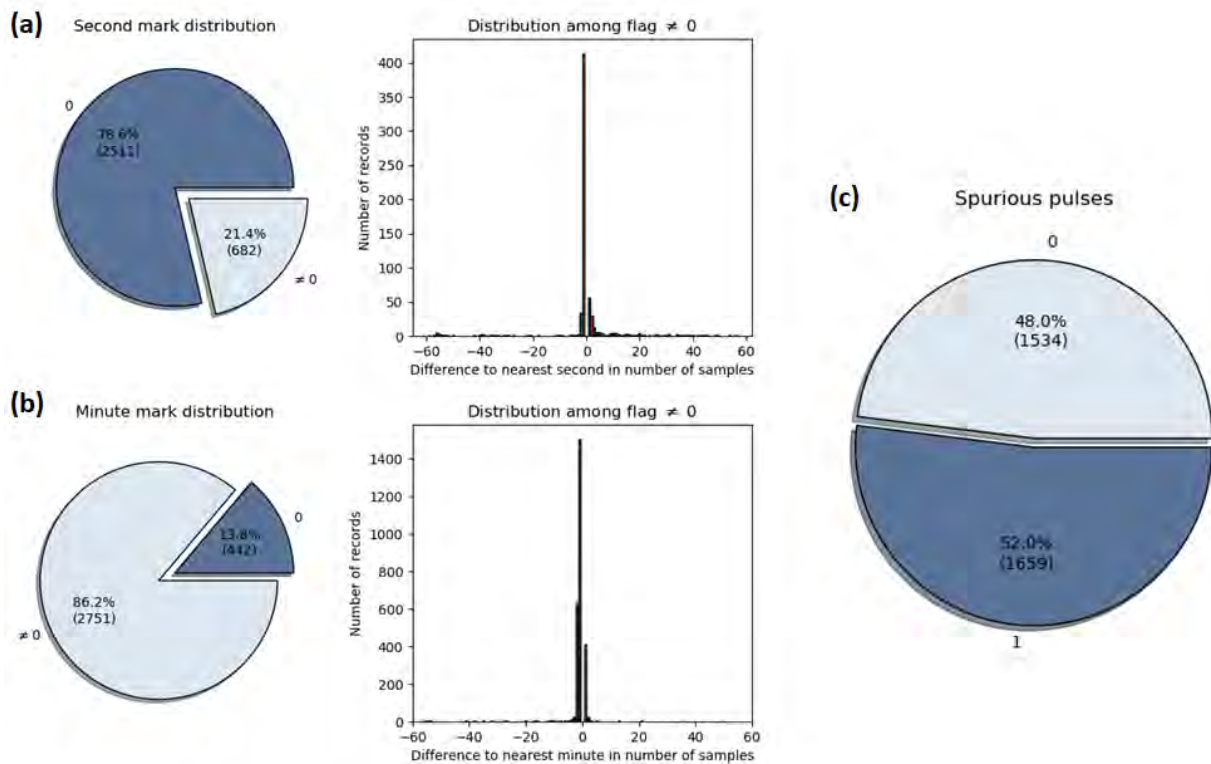 (a)
Second mark distribution
0
78.6%
(2511)
21.4%
(682)
≠ 0
Distribution among flag ≠ 0
Number of records
400
350
300
250
200
150
100
50
0
−60 −40 −20 0 20 40 60
Difference to nearest second in number of samples
(b)
Minute mark distribution
0
13.8%
(442)
86.2%
(2751)
≠ 0
Distribution among flag ≠ 0
Number of records
1400
1200
1000
800
600
400
200
0
−60 −40 −20 0 20 40 60
Difference to nearest minute in number of samples
(c)
Spurious pulses
0
48.0%
(1534)
52.0%
(1659)
1